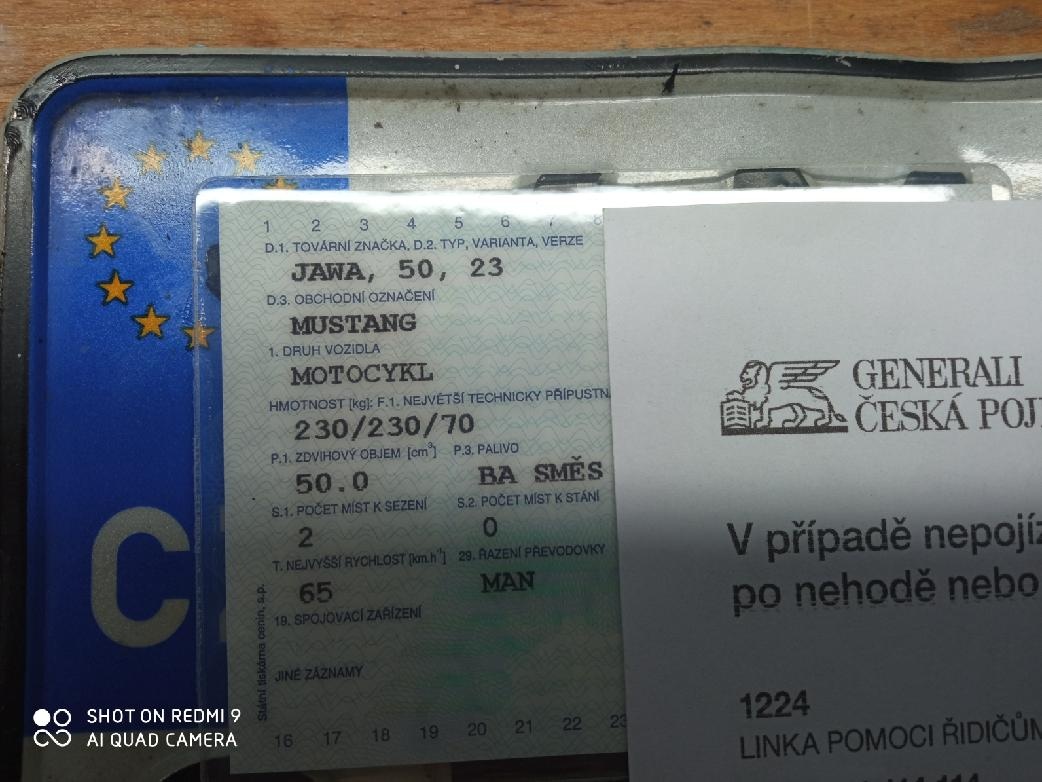 1 2 3 4 5 6 7 8
D.1. TOVÁRNÍ ZNAČKA, D.2. TYP, VARIANTA, VERZE
JAWA, 50, 23
D.3. OBCHODNÍ OZNAČENÍ
MUSTANG
1. DRUH VOZIDLA
MOTOCYKL
HMOTNOST [kg]: F.1. NEJVĚTŠÍ TECHNICKY PŘÍPUSTN
230/230/70
P.1. ZDVIHOVÝ OBJEM [cm³] P.3. PALIVO
50.0 BA SMĚS
S.1. POČET MÍST K SEZENÍ S.2. POČET MÍST K STÁNÍ
2 0
T. NEJVYŠŠÍ RYCHLOST [km.h⁻¹] 29. ŘAZENÍ PŘEVODOVKY
65 MAN
19. SPOJOVACÍ ZAŘÍZENÍ
JINÉ ZÁZNAMY
16 17 18 19 20 21 22 23
Státní tiskárna cenin, s.p.
C
GENERALI
ČESKÁ POJ
V případě nepojíz
po nehodě nebo
1224
LINKA POMOCI ŘIDIČŮM
SHOT ON REDMI 9
AI QUAD CAMERA